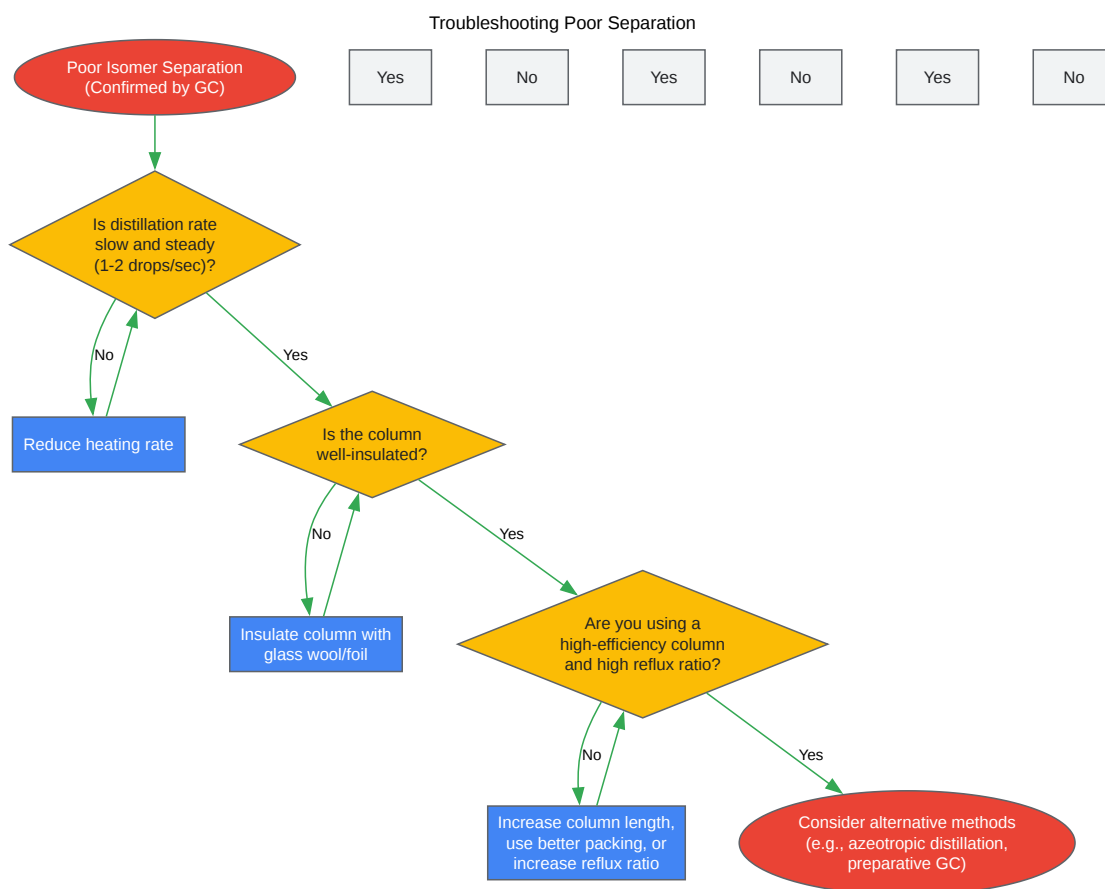 Troubleshooting Poor Separation
Poor Isomer Separation
(Confirmed by GC)
Yes
No
Yes
No
Yes
No
Is distillation rate
slow and steady
(1-2 drops/sec)?
No
Yes
Reduce heating rate
Is the column
well-insulated?
No
Yes
Insulate column with
glass wool/foil
Are you using a
high-efficiency column
and high reflux ratio?
No
Yes
Increase column length,
use better packing, or
increase reflux ratio
Consider alternative methods
(e.g., azeotropic distillation,
preparative GC)